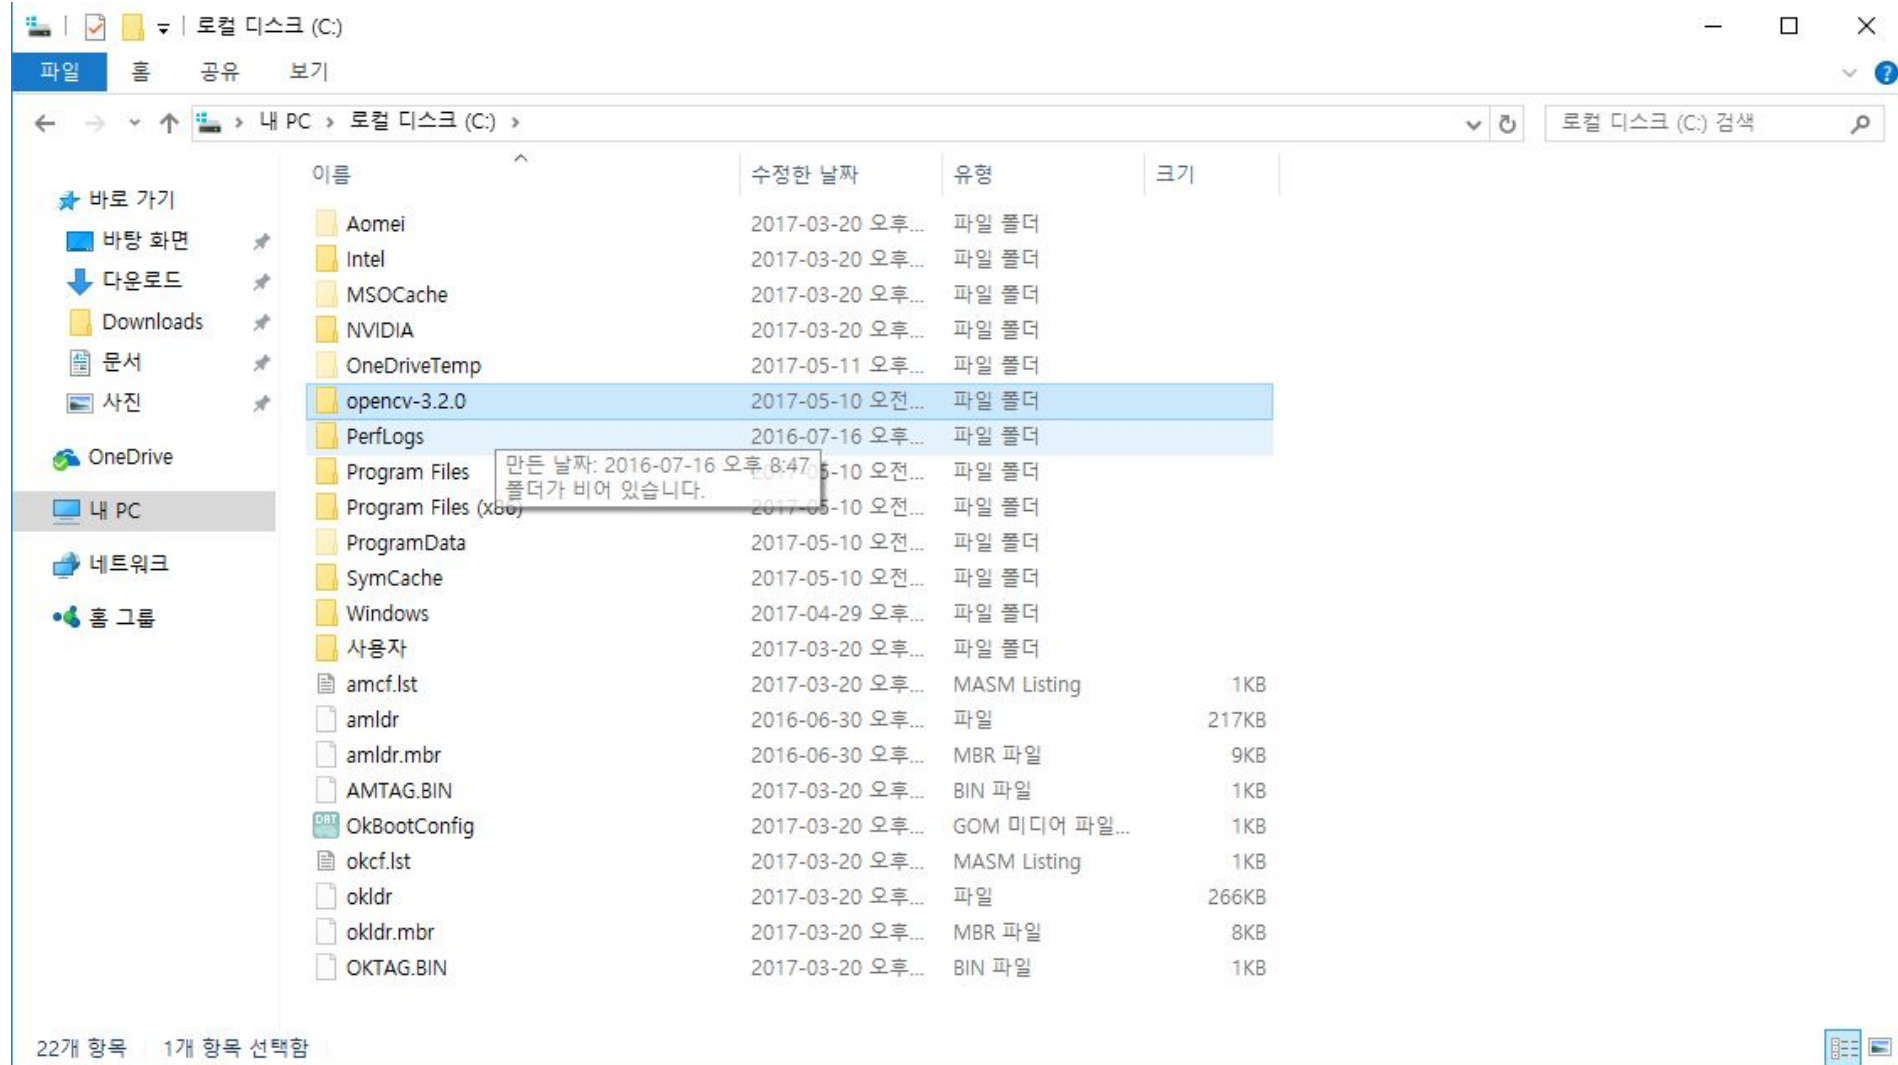 로컬 디스크 (C:)
파일 홈 공유 보기
내 PC 로컬 디스크 (C:)
로컬 디스크 (C:) 검색
바로 가기
바탕 화면
다운로드
Downloads
문서
사진
OneDrive
내 PC
네트워크
홈 그룹
이름 수정한 날짜 유형 크기
Aomei 2017-03-20 오후... 파일 폴더
Intel 2017-03-20 오후... 파일 폴더
MSOCache 2017-03-20 오후... 파일 폴더
NVIDIA 2017-03-20 오후... 파일 폴더
OneDriveTemp 2017-05-11 오후... 파일 폴더
opencv-3.2.0 2017-05-10 오전... 파일 폴더
PerfLogs 2016-07-16 오후... 파일 폴더
만든 날짜: 2016-07-16 오후 8:47
폴더가 비어 있습니다.
Program Files 2017-05-10 오전... 파일 폴더
Program Files (x86) 2017-05-10 오전... 파일 폴더
ProgramData 2017-05-10 오전... 파일 폴더
SymCache 2017-05-10 오전... 파일 폴더
Windows 2017-04-29 오후... 파일 폴더
사용자 2017-03-20 오후... 파일 폴더
amcf.lst 2017-03-20 오후... MASM Listing 1KB
amldr 2016-06-30 오후... 파일 217KB
amldr.mbr 2016-06-30 오후... MBR 파일 9KB
AMTAG.BIN 2017-03-20 오후... BIN 파일 1KB
DAT OkBootConfig 2017-03-20 오후... GOM 미디어 파일... 1KB
okcf.lst 2017-03-20 오후... MASM Listing 1KB
okldr 2017-03-20 오후... 파일 266KB
okldr.mbr 2017-03-20 오후... MBR 파일 8KB
OKTAG.BIN 2017-03-20 오후... BIN 파일 1KB
22개 항목 1개 항목 선택함